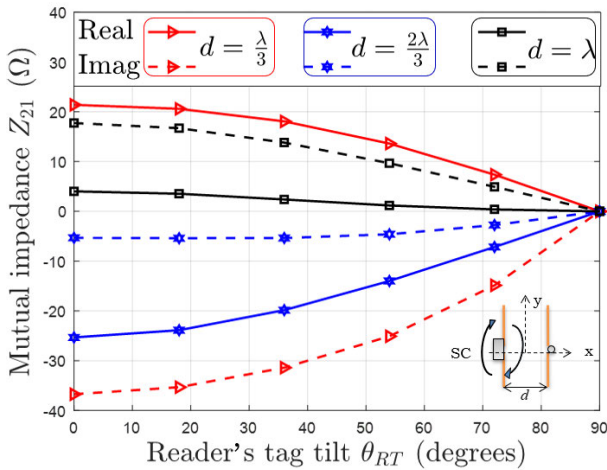 Real
Imag
d = λ/3
d = 2λ/3
d = λ
Mutual impedance Z₂₁ (Ω)
40
30
20
10
0
-10
-20
-30
-40
0 10 20 30 40 50 60 70 80 90
Reader's tag tilt θ_RT (degrees)
y
SC
x
d